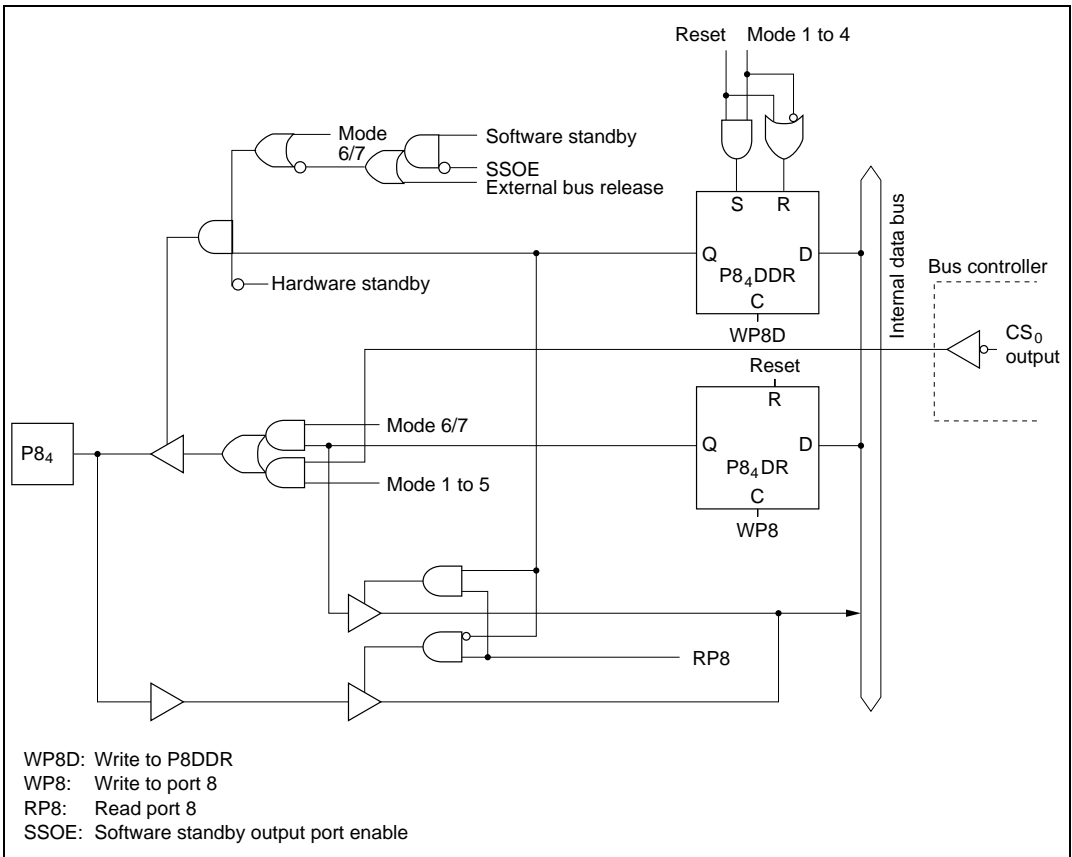 Reset Mode 1 to 4
Mode
6/7
Software standby
SSOE
External bus release
S R
Q D
P8₄DDR
C
WP8D
Hardware standby
Internal data bus
Bus controller
CS₀
output
Reset
R
Q D
P8₄DR
C
WP8
Mode 6/7
P8₄
Mode 1 to 5
RP8
WP8D: Write to P8DDR
WP8: Write to port 8
RP8: Read port 8
SSOE: Software standby output port enable